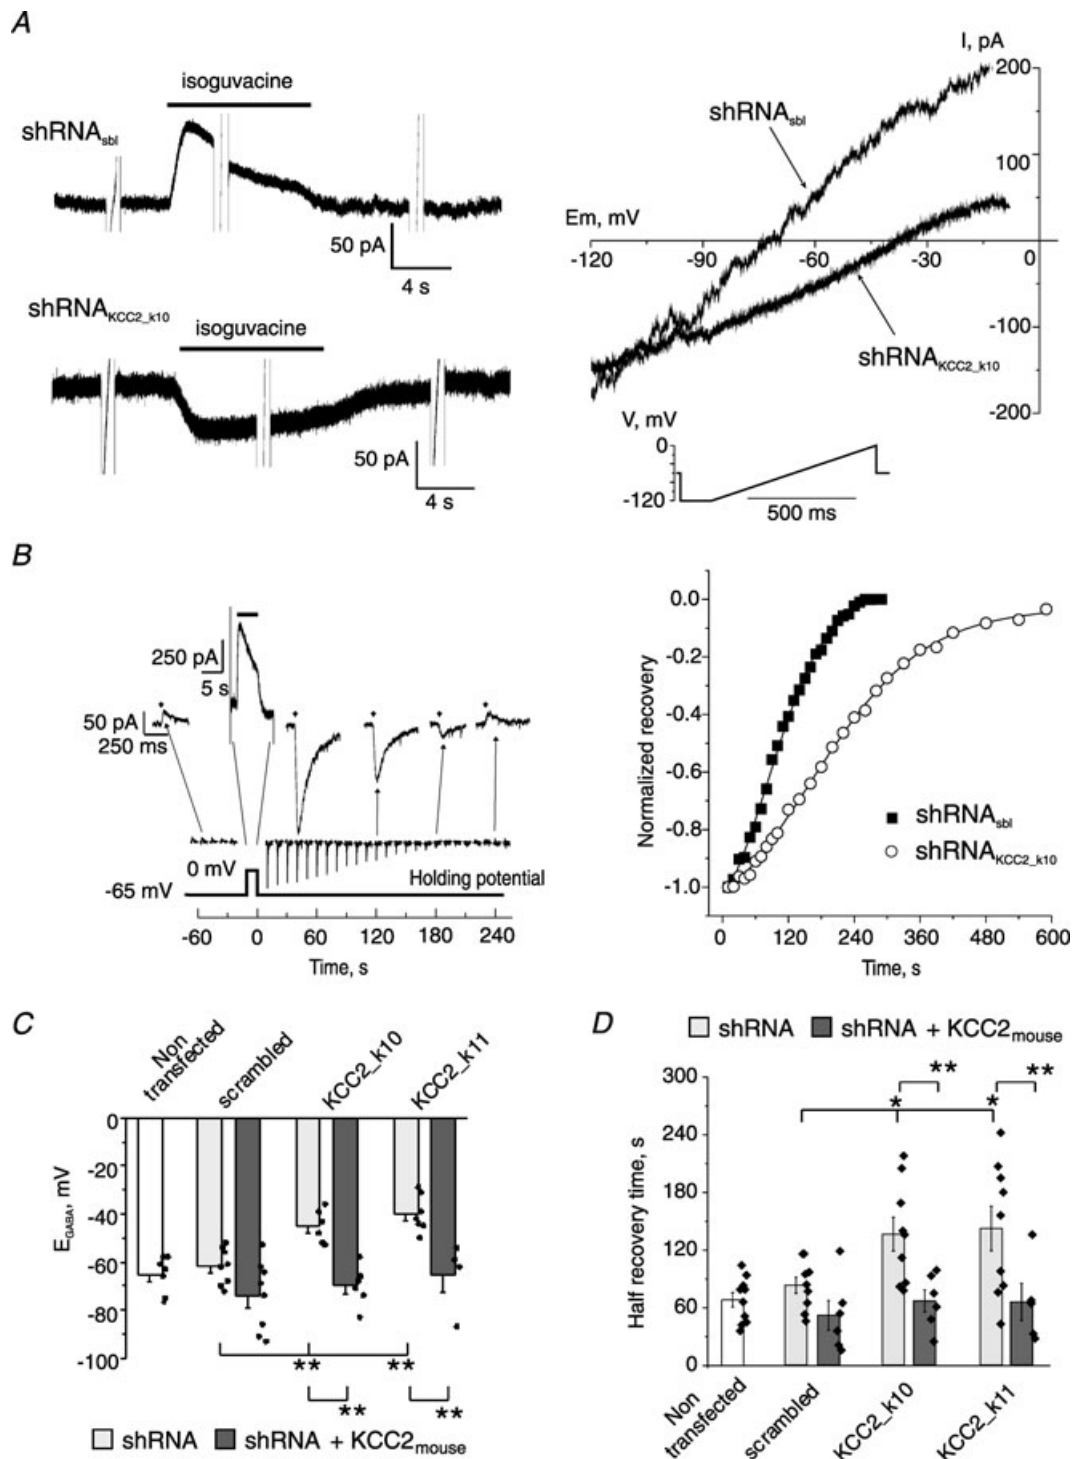 A
isoguvacine
shRNAsbl
50 pA
4 s
shRNAKCC2_k10
isoguvacine
50 pA
4 s
I, pA
200
shRNAsbl
100
Em, mV
-120
-90
-60
-30
0
-100
shRNAKCC2_k10
-200
V, mV
0
-120
500 ms
B
250 pA
5 s
50 pA
250 ms
0 mV
-65 mV
Holding potential
-60
0
60
120
180
240
Time, s
Normalized recovery
0.0
-0.2
-0.4
-0.6
-0.8
-1.0
shRNAsbl
shRNAKCC2_k10
0
120
240
360
480
600
Time, s
C
Non
transfected
scrambled
KCC2_k10
KCC2_k11
EGABA, mV
0
-20
-40
-60
-80
-100
**
**
**
**
shRNA
shRNA + KCC2mouse
D
shRNA
shRNA + KCC2mouse
Half recovery time, s
300
240
180
120
60
0
*
**
*
**
Non
transfected
scrambled
KCC2_k10
KCC2_k11